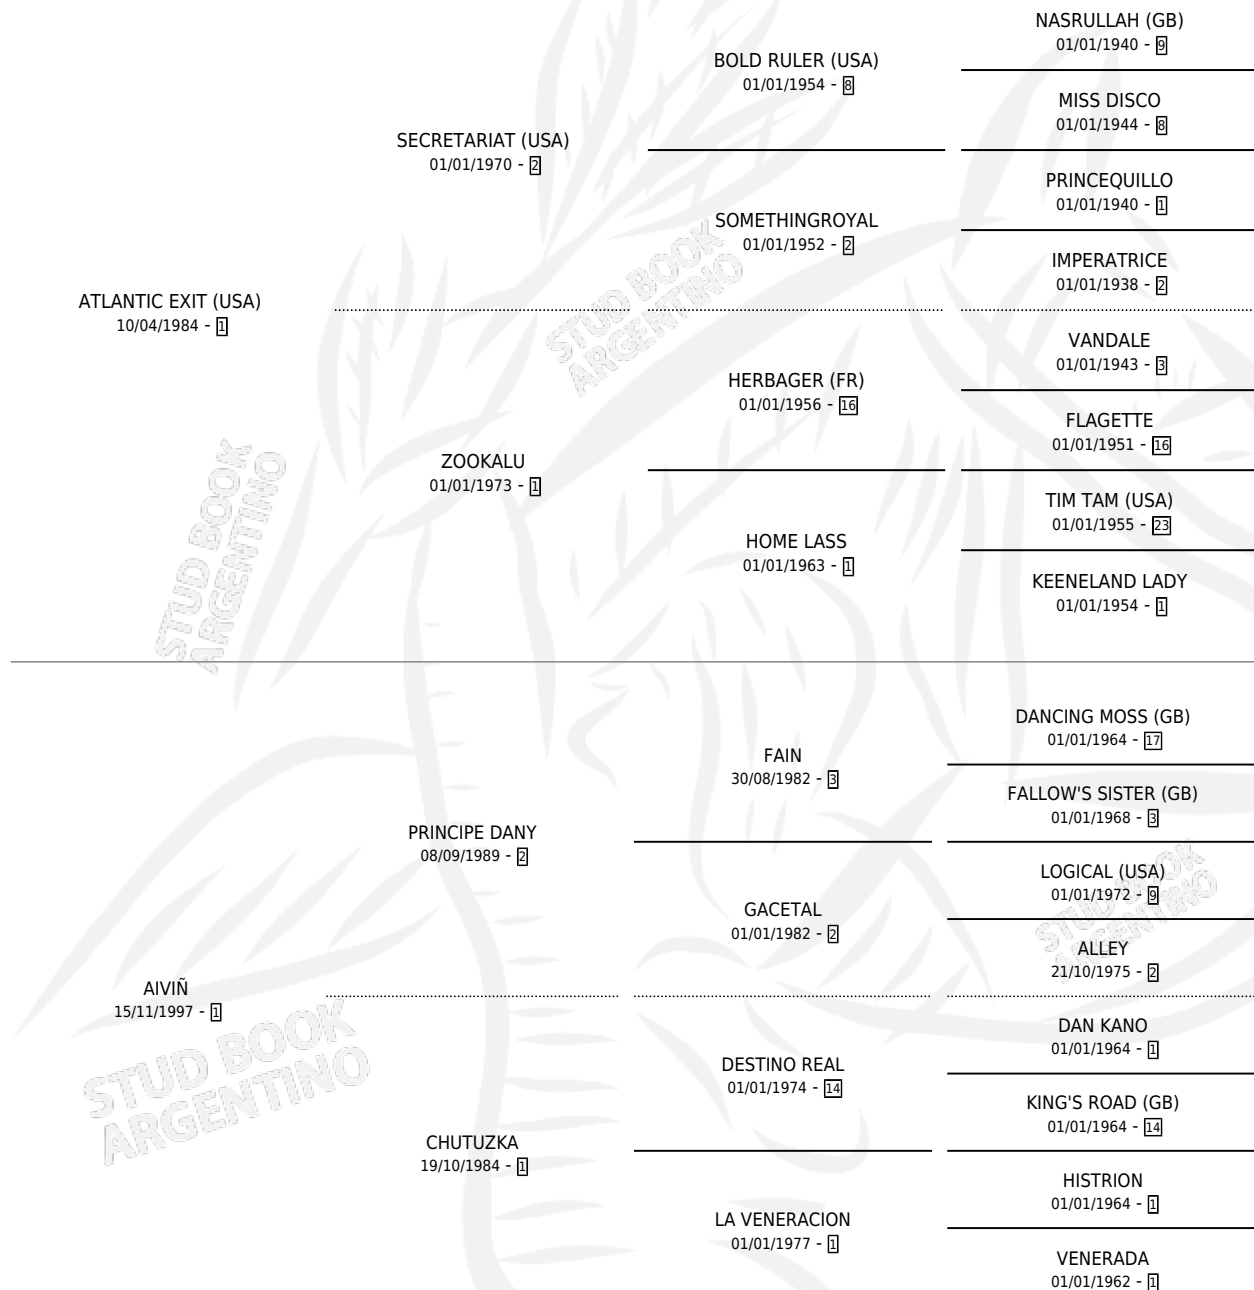 NASRULLAH (GB)
01/01/1940 - 9
BOLD RULER (USA)
01/01/1954 - 8
MISS DISCO
01/01/1944 - 8
SECRETARIAT (USA)
01/01/1970 - 2
PRINCEQUILLO
01/01/1940 - 1
SOMETHINGROYAL
01/01/1952 - 2
IMPERATRICE
01/01/1938 - 2
ATLANTIC EXIT (USA)
10/04/1984 - 1
VANDALE
01/01/1943 - 3
HERBAGER (FR)
01/01/1956 - 16
FLAGETTE
01/01/1951 - 16
ZOOKALU
01/01/1973 - 1
TIM TAM (USA)
01/01/1955 - 23
HOME LASS
01/01/1963 - 1
KEENELAND LADY
01/01/1954 - 1
DANCING MOSS (GB)
01/01/1964 - 17
FAIN
30/08/1982 - 3
FALLOW'S SISTER (GB)
01/01/1968 - 3
PRINCIPE DANY
08/09/1989 - 2
LOGICAL (USA)
01/01/1972 - 9
GACETAL
01/01/1982 - 2
ALLEY
21/10/1975 - 2
AIVIÑ
15/11/1997 - 1
DAN KANO
01/01/1964 - 1
DESTINO REAL
01/01/1974 - 14
KING'S ROAD (GB)
01/01/1964 - 14
CHUTUZKA
19/10/1984 - 1
HISTRION
01/01/1964 - 1
LA VENERACION
01/01/1977 - 1
VENERADA
01/01/1962 - 1
STUD BOOK
ARGENTINO
STUD BOOK
ARGENTINO
STUD BOOK
ARGENTINO
STUD BOOK
ARGENTINO